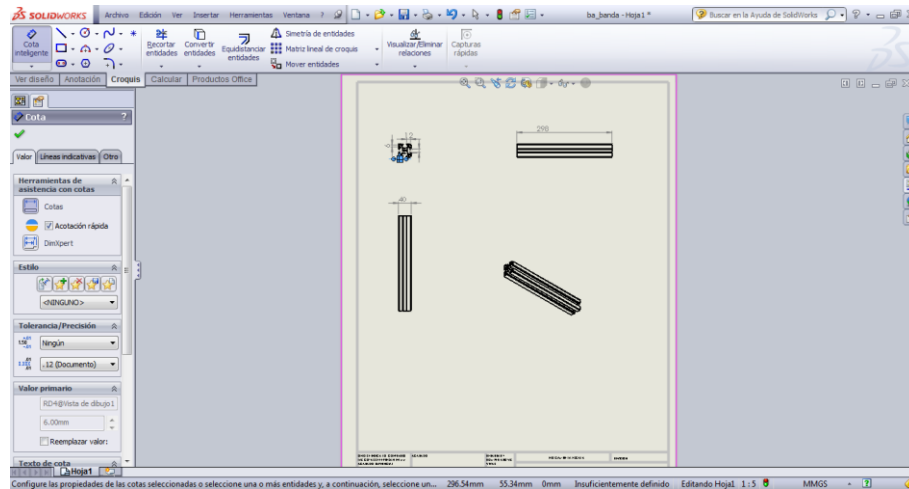 SOLIDWORKS
Archivo Edición Ver Insertar Herramientas Ventana ?
ba_banda - Hoja1 *
Buscar en la Ayuda de SolidWorks
Cota inteligente
Recortar entidades
Convertir entidades
Equidistanciar entidades
Simetría de entidades
Matriz lineal de croquis
Mover entidades
Visualizar/Eliminar relaciones
Capturas rápidas
Ver diseño Anotación Croquis Calcular Productos Office
Cota ?
Valor Líneas indicativas Otro
Herramientas de asistencia con cotas
Cotas
Acotación rápida
DimXpert
Estilo
<NINGUNO>
Tolerancia/Precisión
Ningún
.12 (Documento)
Valor primario
RD4@Vista de dibujo1
6.00mm
Reemplazar valor:
Texto de cota
290
40
Hoja1
Configure las propiedades de las cotas seleccionadas o seleccione una o más entidades y, a continuación, seleccione un... 296.54mm 55.34mm 0mm Insuficientemente definido Editando Hoja1 1 : 5 MMGS